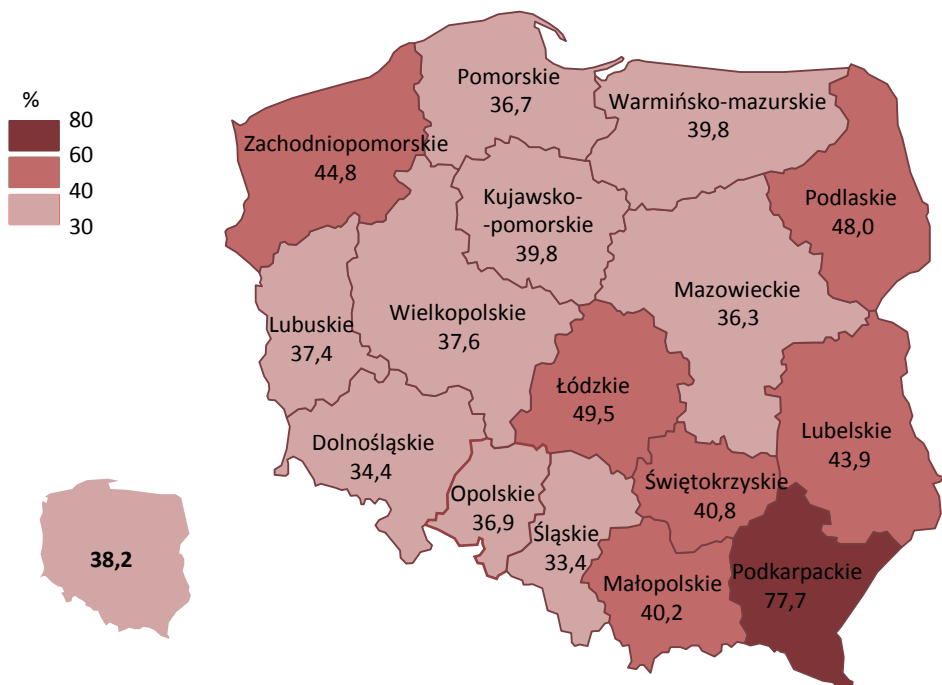 %
80
60
40
30
Pomorskie
36,7
Warmińsko-mazurskie
39,8
Zachodniopomorskie
44,8
Kujawsko-
-pomorskie
39,8
Podlaskie
48,0
Mazowieckie
36,3
Wielkopolskie
37,6
Lubuskie
37,4
Łódzkie
49,5
Lubelskie
43,9
Dolnośląskie
34,4
Opolskie
36,9
Śląskie
33,4
Świętokrzyskie
40,8
Małopolskie
40,2
Podkarpackie
77,7
38,2